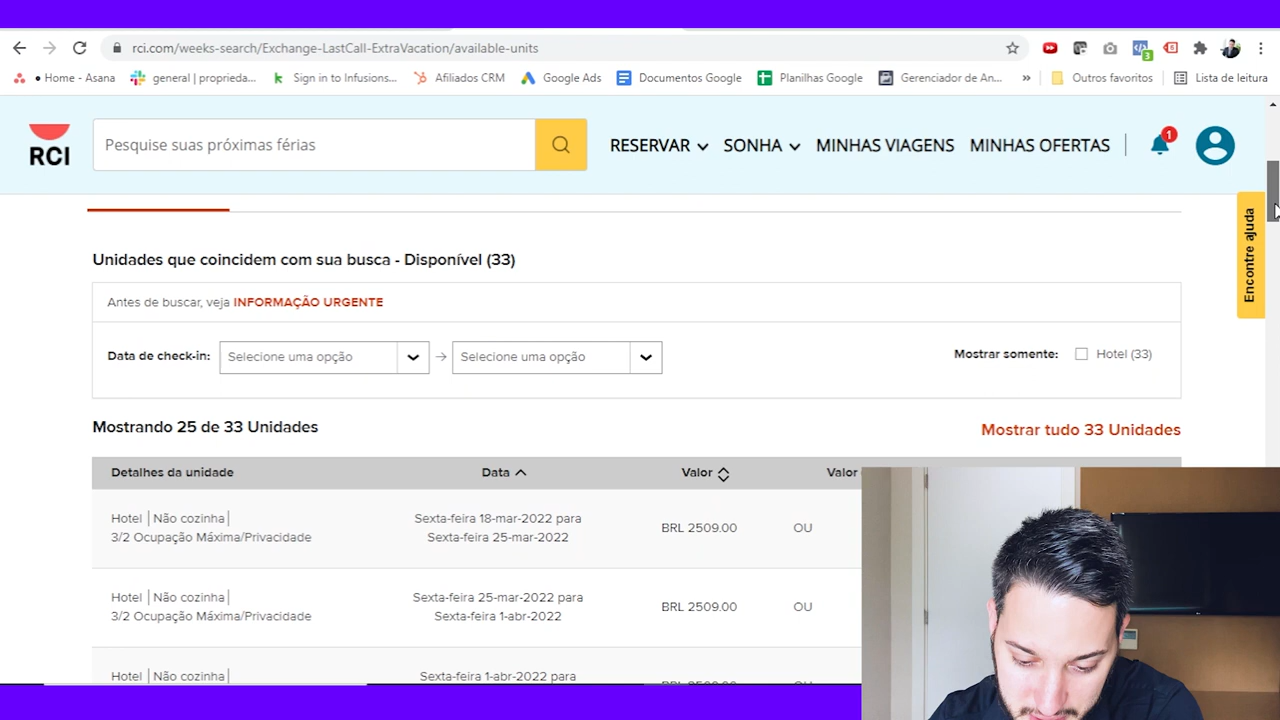 rci.com/weeks-search/Exchange-LastCall-ExtraVacation/available-units
3
8
• Home - Asana
general | proprieda...
Sign in to Infusions...
Afiliados CRM
Google Ads
Documentos Google
Planilhas Google
Gerenciador de An...
»
Outros favoritos
Lista de leitura
RCI
Pesquise suas próximas férias
RESERVAR
SONHA
MINHAS VIAGENS
MINHAS OFERTAS
1
Encontre ajuda
Unidades que coincidem com sua busca - Disponível (33)
Antes de buscar, veja INFORMAÇÃO URGENTE
Data de check-in:
Selecione uma opção
Selecione uma opção
Mostrar somente:
Hotel (33)
Mostrando 25 de 33 Unidades
Mostrar tudo 33 Unidades
Detalhes da unidade
Data
Valor
Valor
Hotel | Não cozinha|
3/2 Ocupação Máxima/Privacidade
Sexta-feira 18-mar-2022 para
Sexta-feira 25-mar-2022
BRL 2509.00
OU
Hotel | Não cozinha|
3/2 Ocupação Máxima/Privacidade
Sexta-feira 25-mar-2022 para
Sexta-feira 1-abr-2022
BRL 2509.00
OU
Hotel | Não cozinha|
Sexta-feira 1-abr-2022 para
BRL 2509.00
OU